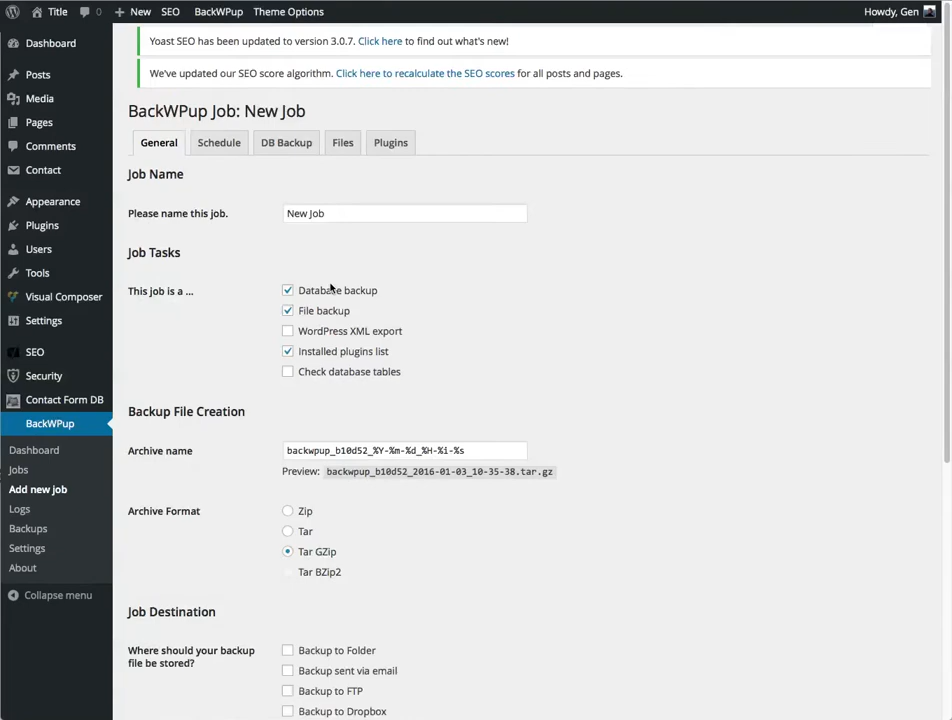 Title 0 New SEO BackWPup Theme Options Howdy, Gen
Dashboard
Posts
Media
Pages
Comments
Contact
Appearance
Plugins
Users
Tools
Visual Composer
Settings
SEO
Security
Contact Form DB
BackWPup
Dashboard
Jobs
Add new job
Logs
Backups
Settings
About
Collapse menu
Yoast SEO has been updated to version 3.0.7. Click here to find out what's new!
We've updated our SEO score algorithm. Click here to recalculate the SEO scores for all posts and pages.
BackWPup Job: New Job
General Schedule DB Backup Files Plugins
Job Name
Please name this job. New Job
Job Tasks
This job is a ... Database backup
File backup
WordPress XML export
Installed plugins list
Check database tables
Backup File Creation
Archive name backwpup_b10d52_%Y-%m-%d_%H-%i-%s
Preview: backwpup_b10d52_2016-01-03_10-35-38.tar.gz
Archive Format Zip
Tar
Tar GZip
Tar BZip2
Job Destination
Where should your backup file be stored? Backup to Folder
Backup sent via email
Backup to FTP
Backup to Dropbox